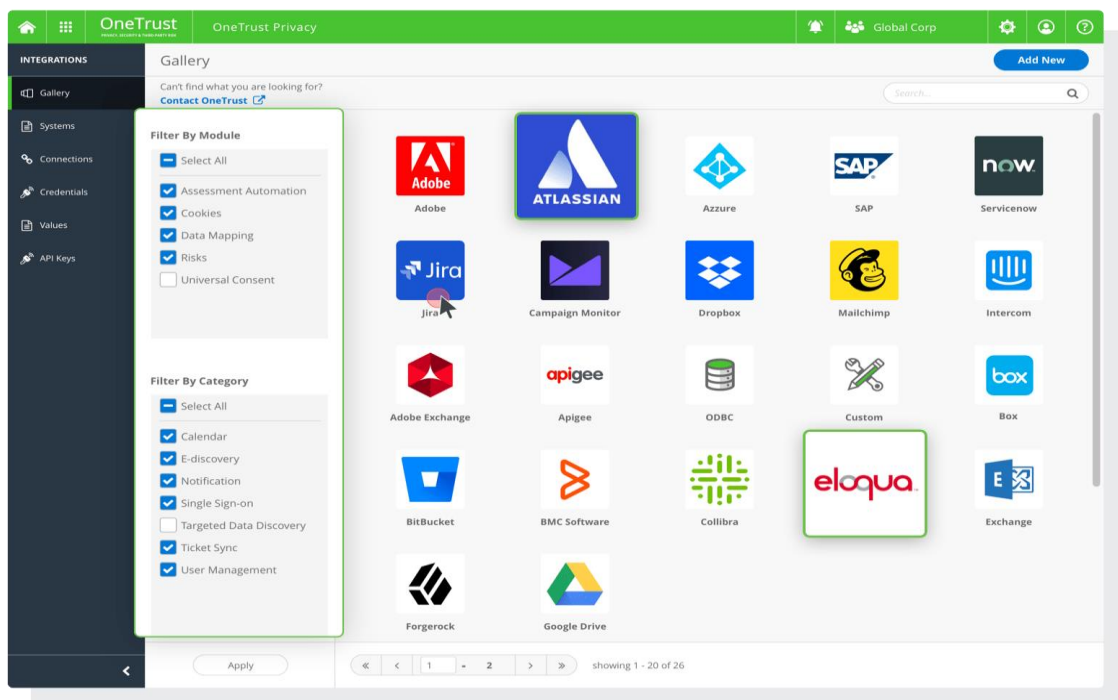 OneTrust
PRIVACY, SECURITY & THIRD-PARTY RISK
OneTrust Privacy
Global Corp
INTEGRATIONS
Gallery
Add New
Gallery
Can't find what you are looking for?
Contact OneTrust
Search...
Systems
Connections
Credentials
Values
API Keys
Filter By Module
Select All
Assessment Automation
Cookies
Data Mapping
Risks
Universal Consent
Filter By Category
Select All
Calendar
E-discovery
Notification
Single Sign-on
Targeted Data Discovery
Ticket Sync
User Management
Apply
Adobe
Adobe
ATLASSIAN
Azzure
SAP
SAP
now
Servicenow
Jira
Jira
Campaign Monitor
Dropbox
Mailchimp
Intercom
Adobe Exchange
apigee
Apigee
ODBC
Custom
box
Box
BitBucket
BMC Software
Collibra
eloqua
E
Exchange
Forgerock
Google Drive
« < 1 - 2 > » showing 1 - 20 of 26